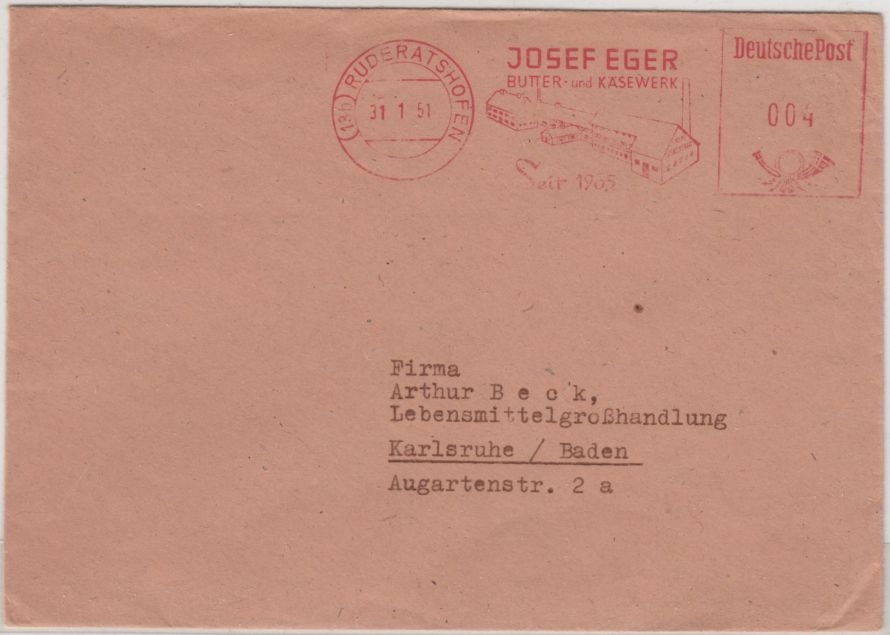 (13b) RUDERATSHOFEN
31 1 51
JOSEF EGER
BUTTER- und KÄSEWERK
Seit 1905
Deutsche Post
004
Firma
Arthur B e c k,
Lebensmittelgroßhandlung
Karlsruhe / Baden
Augartenstr. 2 a